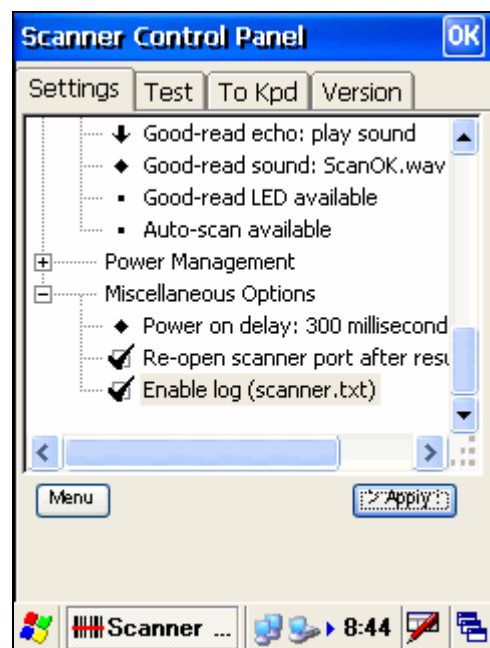 Scanner Control Panel OK
Settings Test To Kpd Version
Good-read echo: play sound
Good-read sound: ScanOK.wav
Good-read LED available
Auto-scan available
Power Management
Miscellaneous Options
Power on delay: 300 millisecond
Re-open scanner port after resu
Enable log (scanner.txt)
Menu > Apply
Scanner ... 8:44